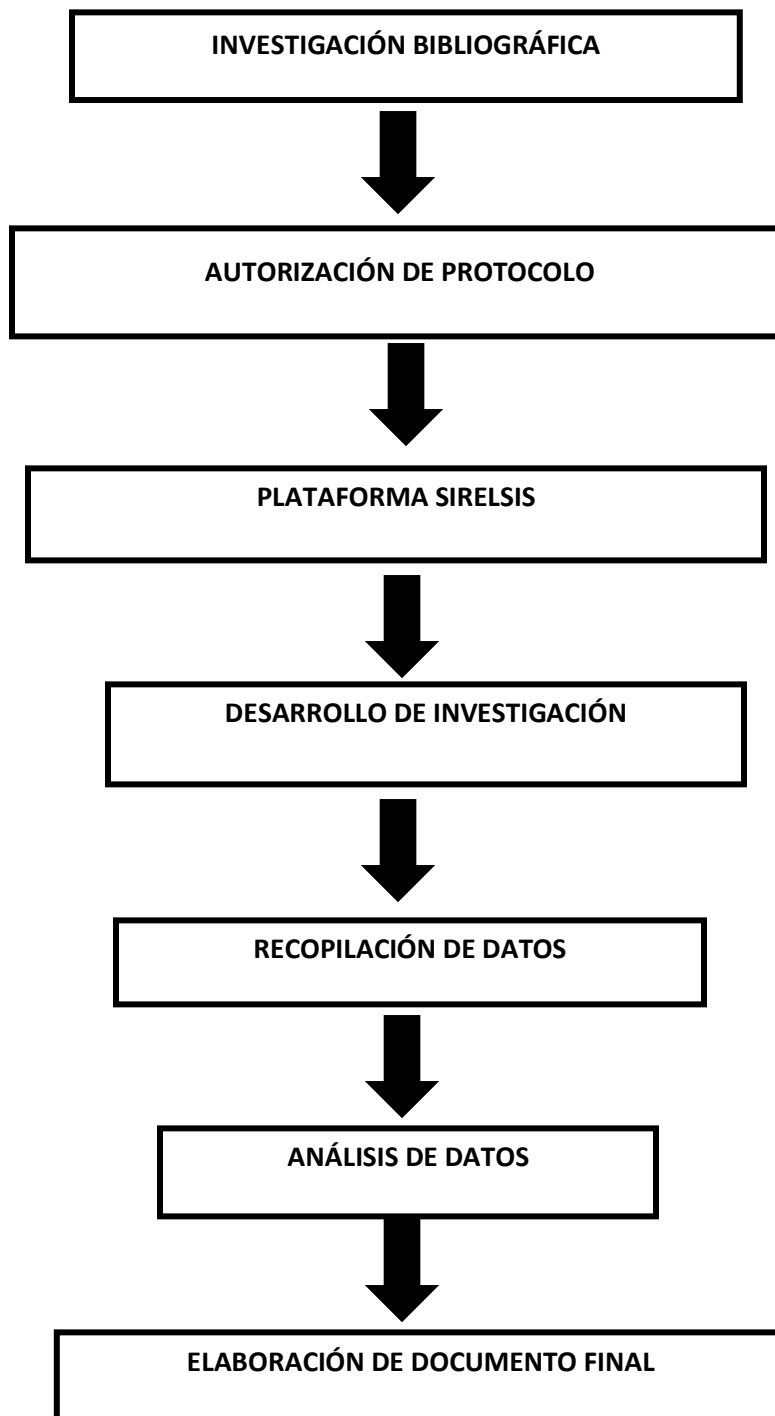 INVESTIGACIÓN BIBLIOGRÁFICA
AUTORIZACIÓN DE PROTOCOLO
PLATAFORMA SIRELSIS
DESARROLLO DE INVESTIGACIÓN
RECOPILACIÓN DE DATOS
ANÁLISIS DE DATOS
ELABORACIÓN DE DOCUMENTO FINAL